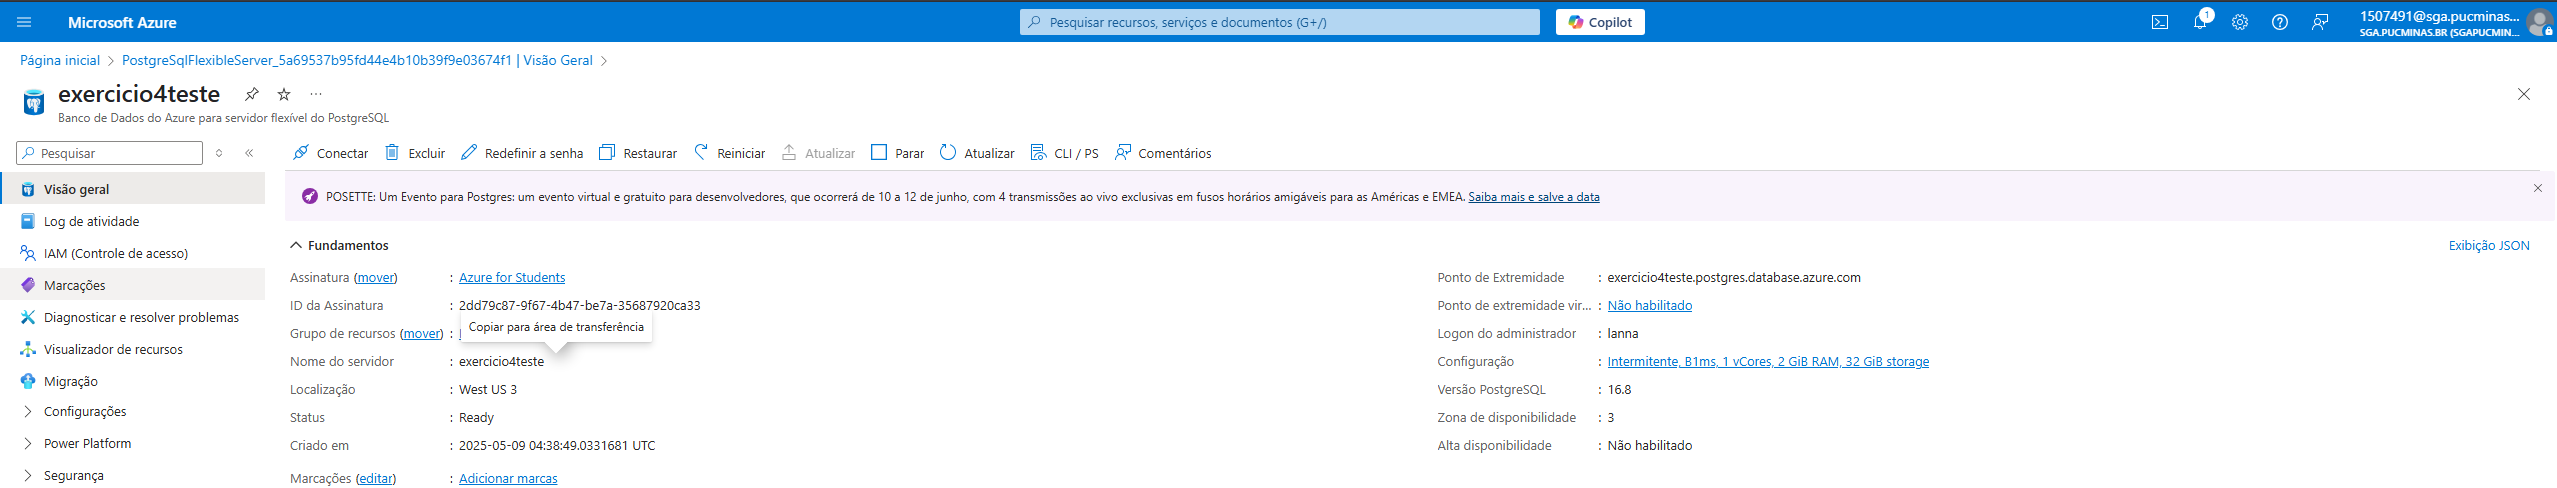 Microsoft Azure
Pesquisar recursos, serviços e documentos (G+/)
Copilot
1
1507491@sga.pucminas...
SGA.PUCMINAS.BR (SGAPUCMIN...
Página inicial > PostgreSqlFlexibleServer_5a69537b95fd44e4b10b39f9e03674f1 | Visão Geral >
exercicio4teste
Banco de Dados do Azure para servidor flexível do PostgreSQL
Pesquisar
Conectar Excluir Redefinir a senha Restaurar Reiniciar Atualizar Parar Atualizar CLI / PS Comentários
Visão geral
Log de atividade
IAM (Controle de acesso)
Marcações
Diagnosticar e resolver problemas
Visualizador de recursos
Migração
Configurações
Power Platform
Segurança
POSETTE: Um Evento para Postgres: um evento virtual e gratuito para desenvolvedores, que ocorrerá de 10 a 12 de junho, com 4 transmissões ao vivo exclusivas em fusos horários amigáveis para as Américas e EMEA. Saiba mais e salve a data
Fundamentos
Exibição JSON
Assinatura (mover) : Azure for Students
ID da Assinatura : 2dd79c87-9f67-4b47-be7a-35687920ca33
Grupo de recursos (mover) :
Copiar para área de transferência
Nome do servidor : exercicio4teste
Localização : West US 3
Status : Ready
Criado em : 2025-05-09 04:38:49.0331681 UTC
Marcações (editar) : Adicionar marcas
Ponto de Extremidade : exercicio4teste.postgres.database.azure.com
Ponto de extremidade vir... : Não habilitado
Logon do administrador : lanna
Configuração : Intermitente, B1ms, 1 vCores, 2 GiB RAM, 32 GiB storage
Versão PostgreSQL : 16.8
Zona de disponibilidade : 3
Alta disponibilidade : Não habilitado